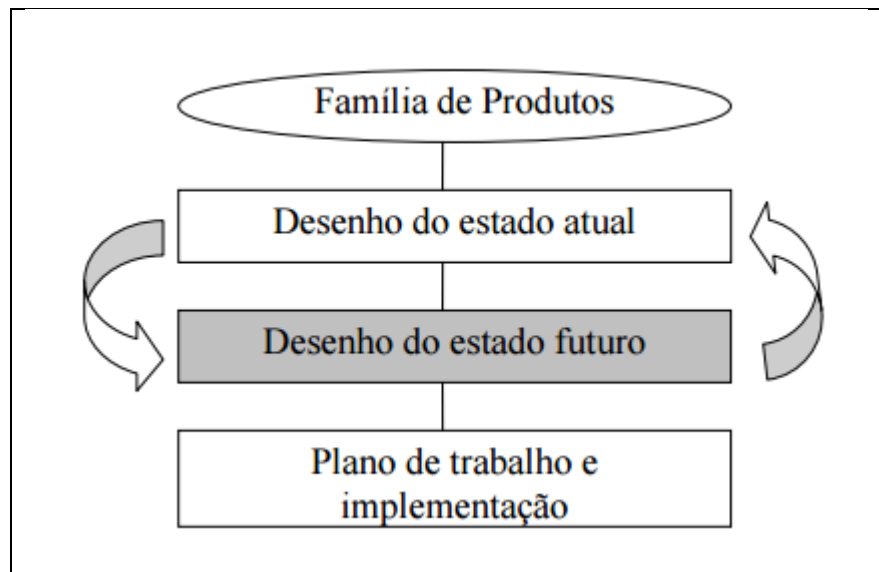 Família de Produtos
Desenho do estado atual
Desenho do estado futuro
Plano de trabalho e
implementação